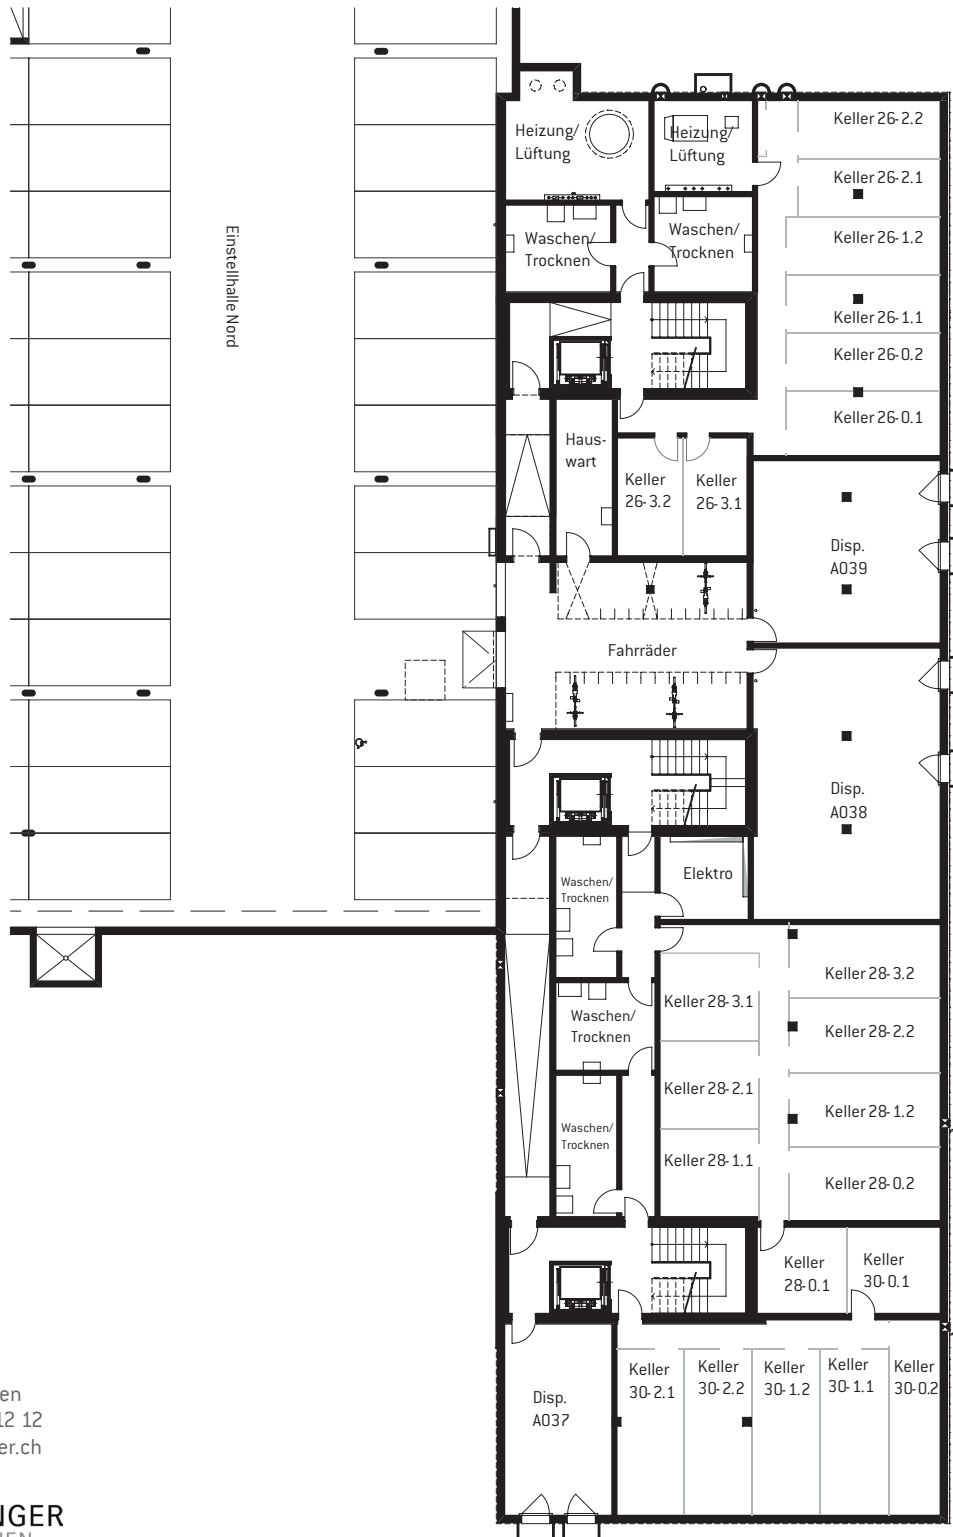 Einstellhalle Nord
Heizung/
Lüftung
Heizung/
Lüftung
Waschen/
Trocknen
Waschen/
Trocknen
Keller 26-2.2
Keller 26-2.1
Keller 26-1.2
Keller 26-1.1
Keller 26-0.2
Keller 26-0.1
Haus-
wart
Keller
26-3.2
Keller
26-3.1
Disp.
A039
Fahrräder
Disp.
A038
Waschen/
Trocknen
Elektro
Keller 28-3.2
Keller 28-3.1
Waschen/
Trocknen
Keller 28-2.2
Keller 28-2.1
Keller 28-1.2
Waschen/
Trocknen
Keller 28-1.1
Keller 28-0.2
Keller
28-0.1
Keller
30-0.1
Disp.
A037
Keller
30-2.1
Keller
30-2.2
Keller
30-1.2
Keller
30-1.1
Keller
30-0.2
en
12 12
er.ch
NGER